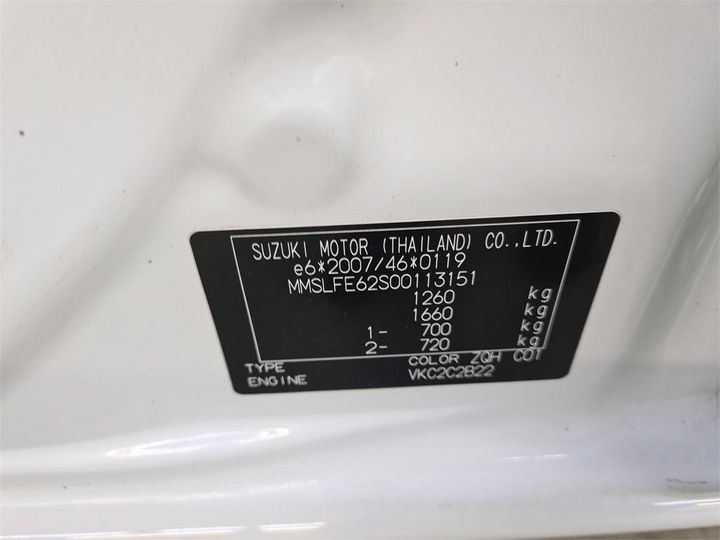 SUZUKI MOTOR (THAILAND) CO.,LTD.
e6*2007/46*0119
MMSLFE62S00113151
1260 kg
1660 kg
1- 700 kg
2- 720 kg
TYPE COLOR ZQH C01
ENGINE VKC2C2B22